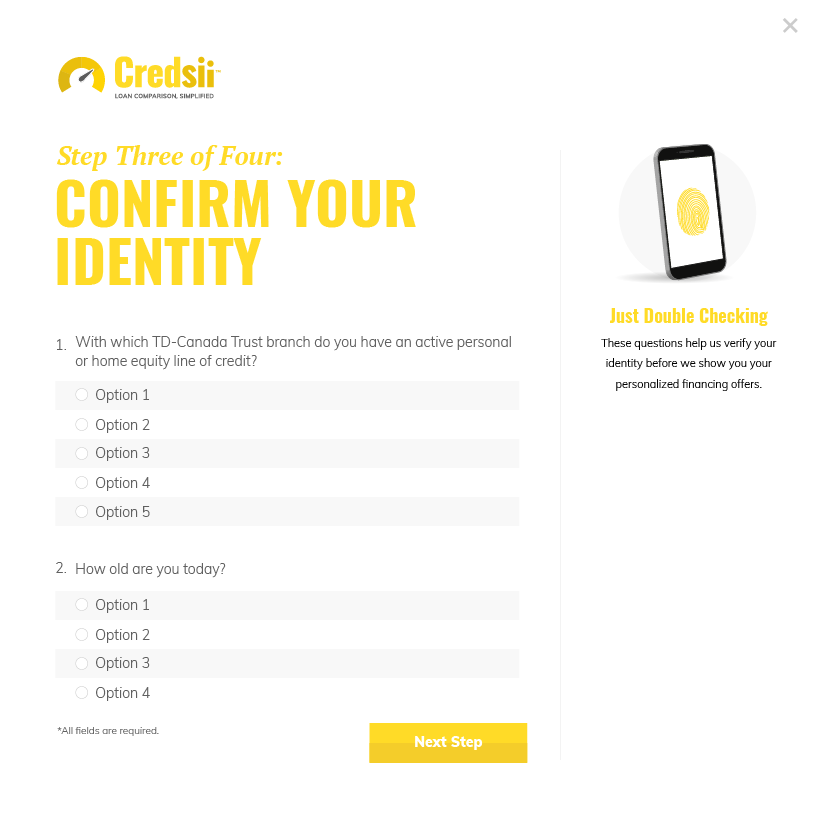 Credsii™
LOAN COMPARISON, SIMPLIFIED
Step Three of Four:
CONFIRM YOUR
IDENTITY
1. With which TD-Canada Trust branch do you have an active personal
or home equity line of credit?
Option 1
Option 2
Option 3
Option 4
Option 5
2. How old are you today?
Option 1
Option 2
Option 3
Option 4
*All fields are required.
Next Step
Just Double Checking
These questions help us verify your
identity before we show you your
personalized financing offers.